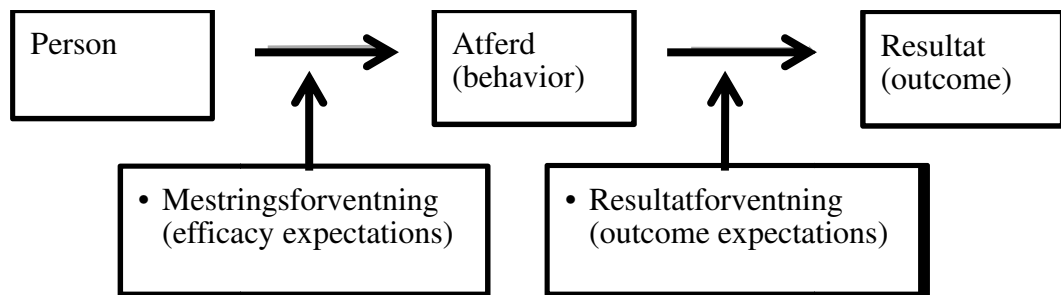 Person
Atferd
(behavior)
Resultat
(outcome)
• Mestringsforventning
(efficacy expectations)
• Resultatforventning
(outcome expectations)